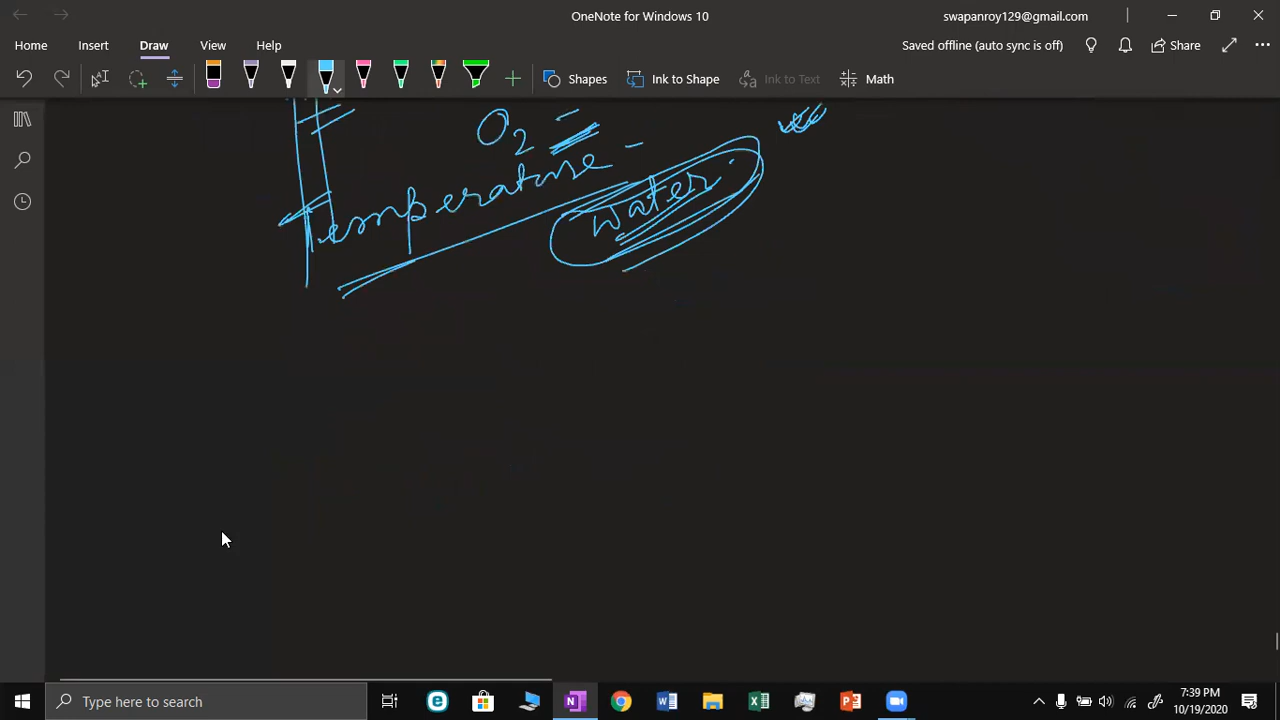 OneNote for Windows 10
swapanroy129@gmail.com
Home Insert Draw View Help
Saved offline (auto sync is off)
Share
Shapes
Ink to Shape
Ink to Text
Math
O2 =
Temperature -
Water
Type here to search
7:39 PM
10/19/2020